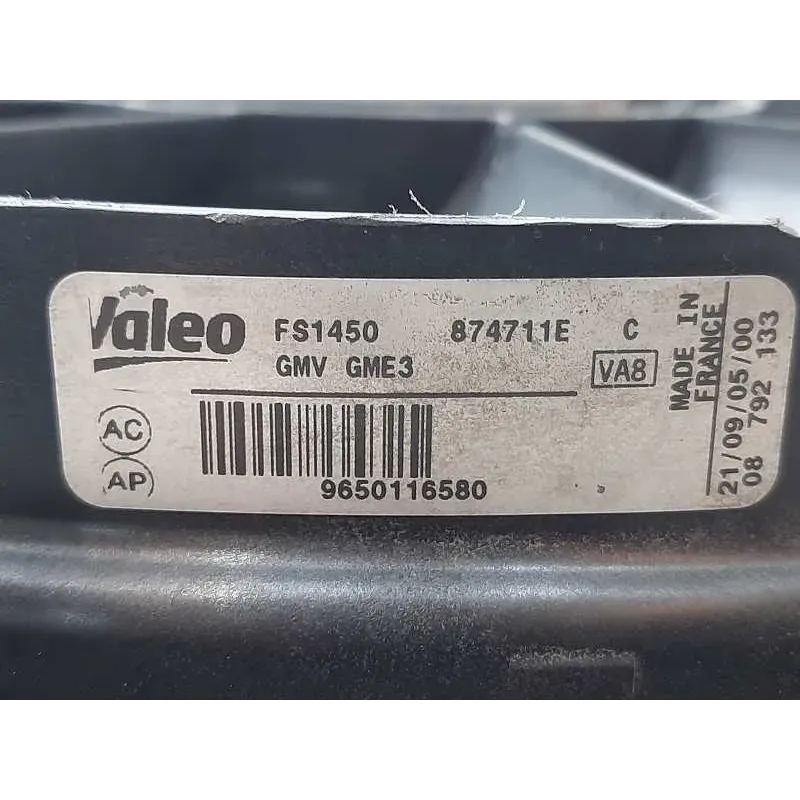 Valeo FS1450 874711E C
GMV GME3 VA8
AC
AP
9650116580
MADE IN
FRANCE
21/09/05/00
08 792 133